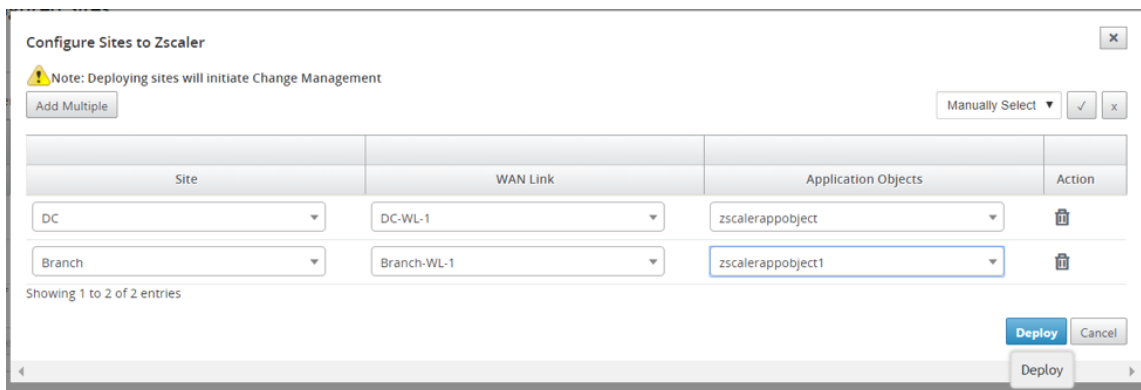 Configure Sites to Zscaler
x
Note: Deploying sites will initiate Change Management
Add Multiple
Manually Select ▼ ✓ x
Site WAN Link Application Objects Action
DC DC-WL-1 zscalerappobject
Branch Branch-WL-1 zscalerappobject1
Showing 1 to 2 of 2 entries
Deploy Cancel
Deploy